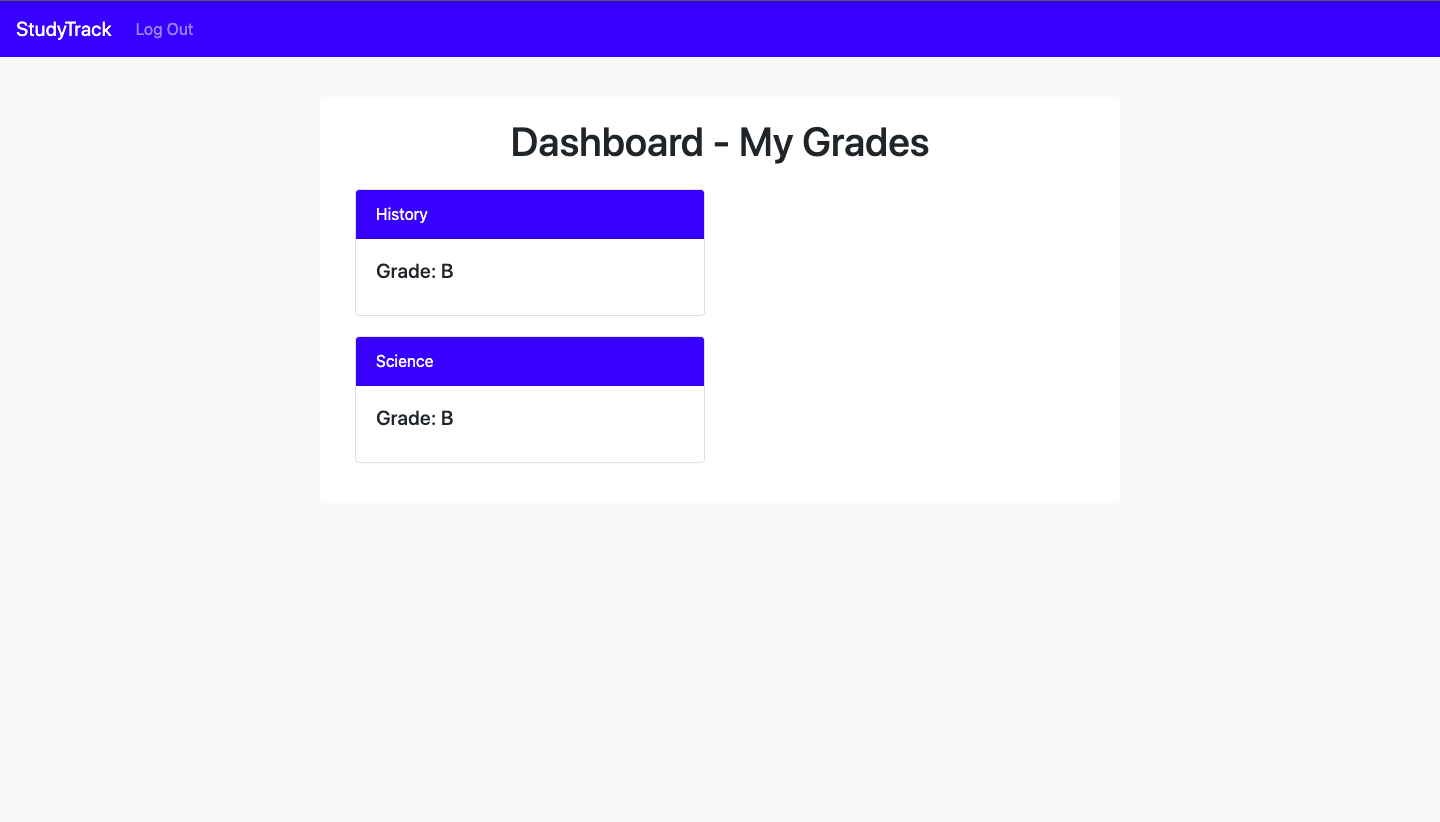 StudyTrack Log Out
Dashboard - My Grades
History
Grade: B
Science
Grade: B